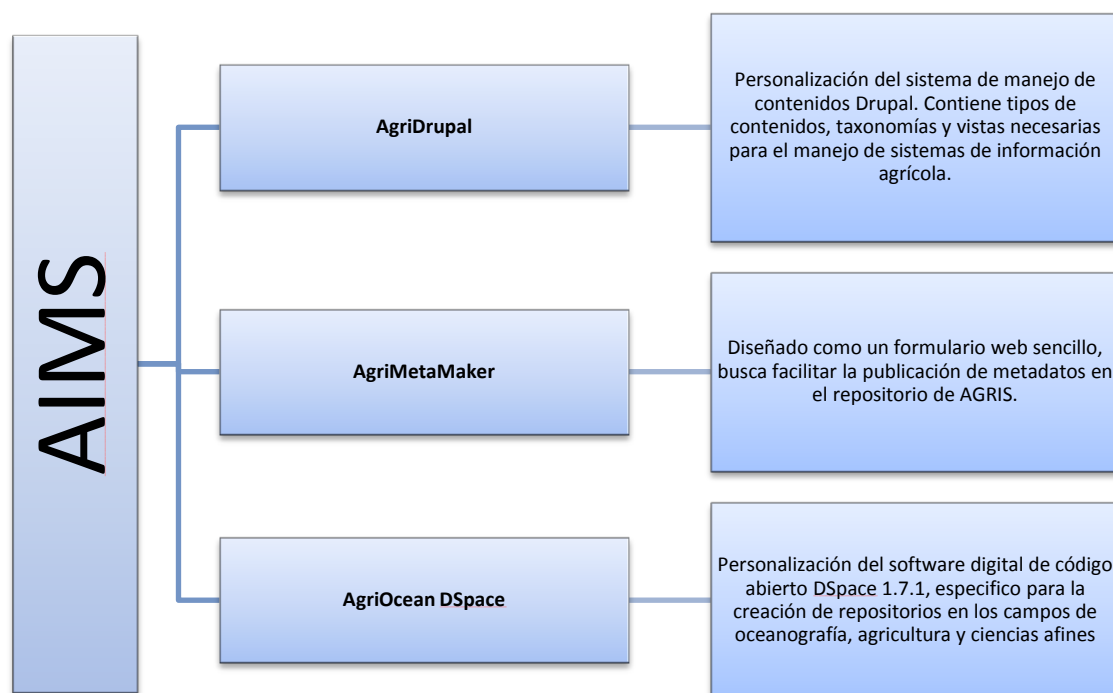 AIMS
AgriDrupal
Personalización del sistema de manejo de
contenidos Drupal. Contiene tipos de
contenidos, taxonomías y vistas necesarias
para el manejo de sistemas de información
agrícola.
AgriMetaMaker
Diseñado como un formulario web sencillo,
busca facilitar la publicación de metadatos en
el repositorio de AGRIS.
AgriOcean DSpace
Personalización del software digital de código
abierto DSpace 1.7.1, especifico para la
creación de repositorios en los campos de
oceanografía, agricultura y ciencias afines